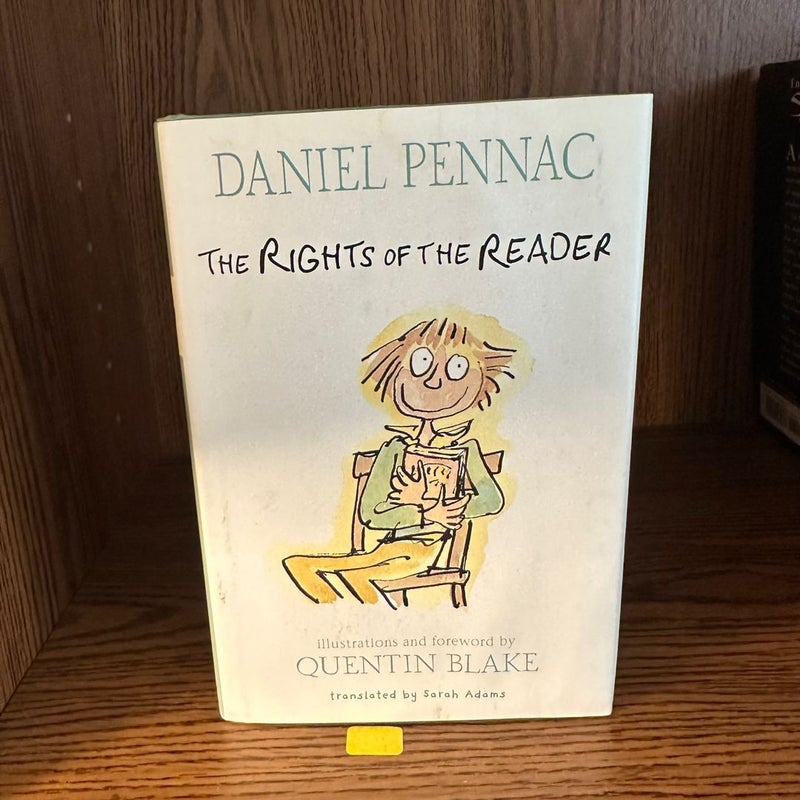 DANIEL PENNAC
THE RIGHTS OF THE READER
illustrations and foreword by
QUENTIN BLAKE
translated by Sarah Adams